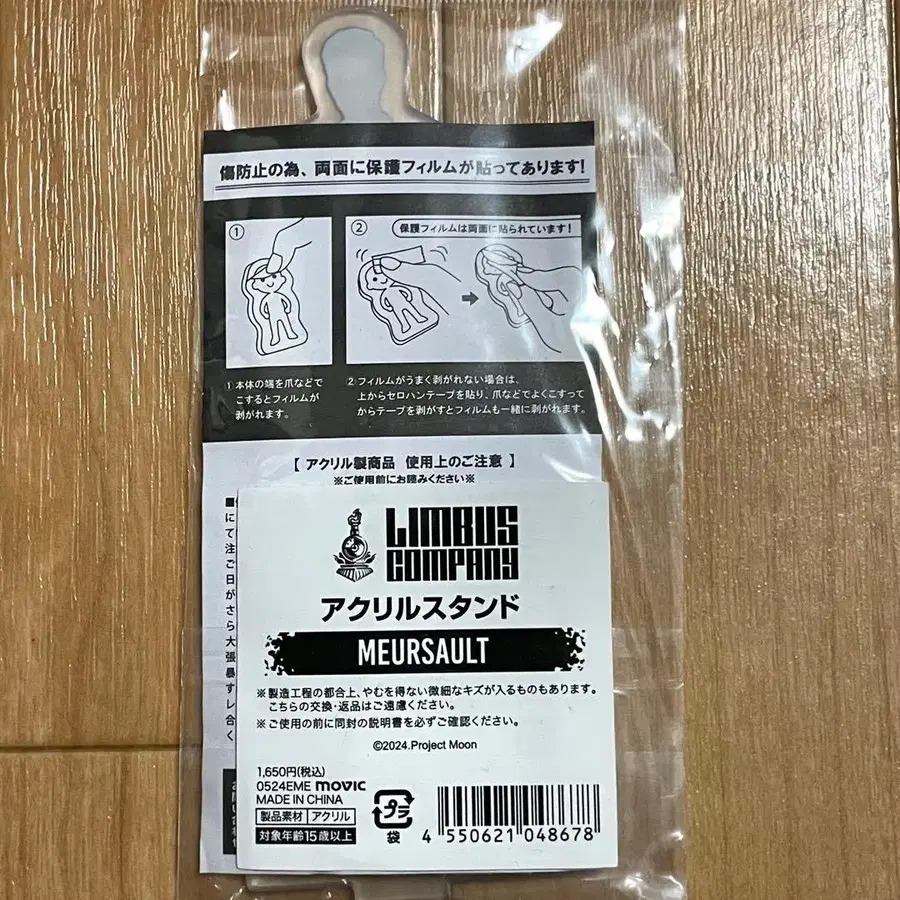 傷防止の為、両面に保護フィルムが貼ってあります!
①
②
保護フィルムは両面に貼られています!
① 本体の端を爪などで
こするとフィルムが
剥がれます。
② フィルムがうまく剥がれない場合は、
上からセロハンテープを貼り、爪などでよくこすって
からテープを剥がすとフィルムも一緒に剥がれます。
【 アクリル製商品 使用上のご注意 】
※ご使用前にお読みください※
LIMBUS
COMPANY
アクリルスタンド
MEURSAULT
※製造工程の都合上、やむを得ない微細なキズが入るものもあります。
こちらの交換・返品はご遠慮ください。
※ご使用の前に同封の説明書を必ずご確認ください。
©2024.Project Moon
1,650円(税込)
0524EME movic
MADE IN CHINA
製品素材 アクリル
対象年齢15歳以上
プラ
袋
4 550621 048678